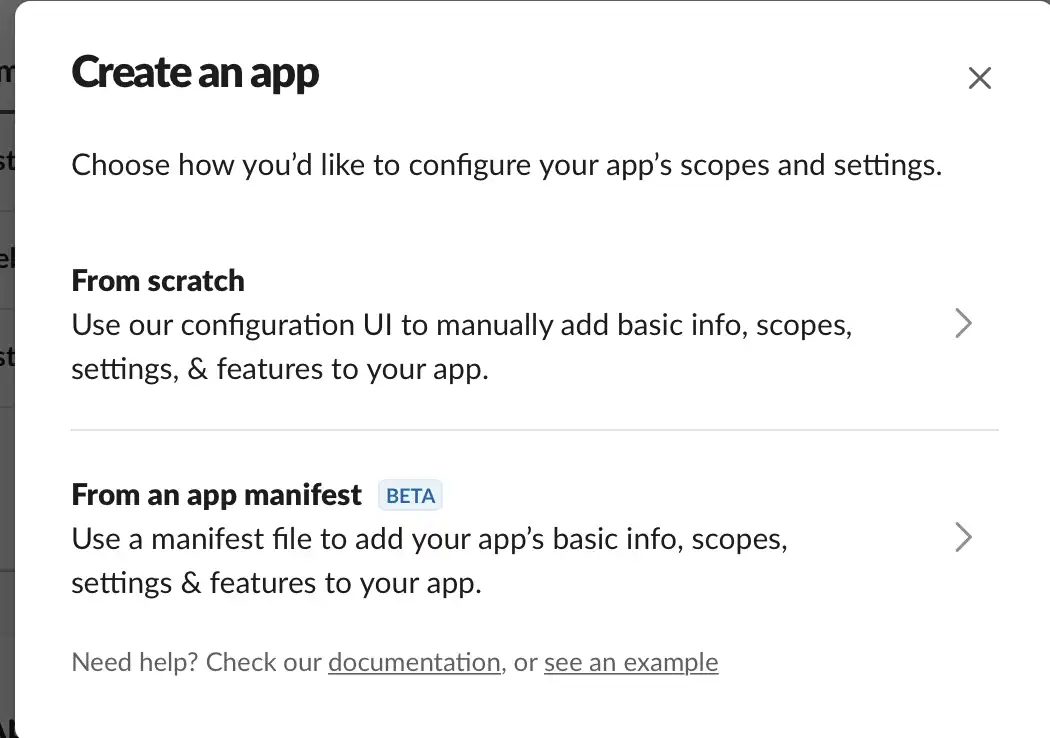 Create an app
Choose how you’d like to configure your app’s scopes and settings.
From scratch
Use our configuration UI to manually add basic info, scopes,
settings, & features to your app.
From an app manifest BETA
Use a manifest file to add your app’s basic info, scopes,
settings & features to your app.
Need help? Check our documentation, or see an example